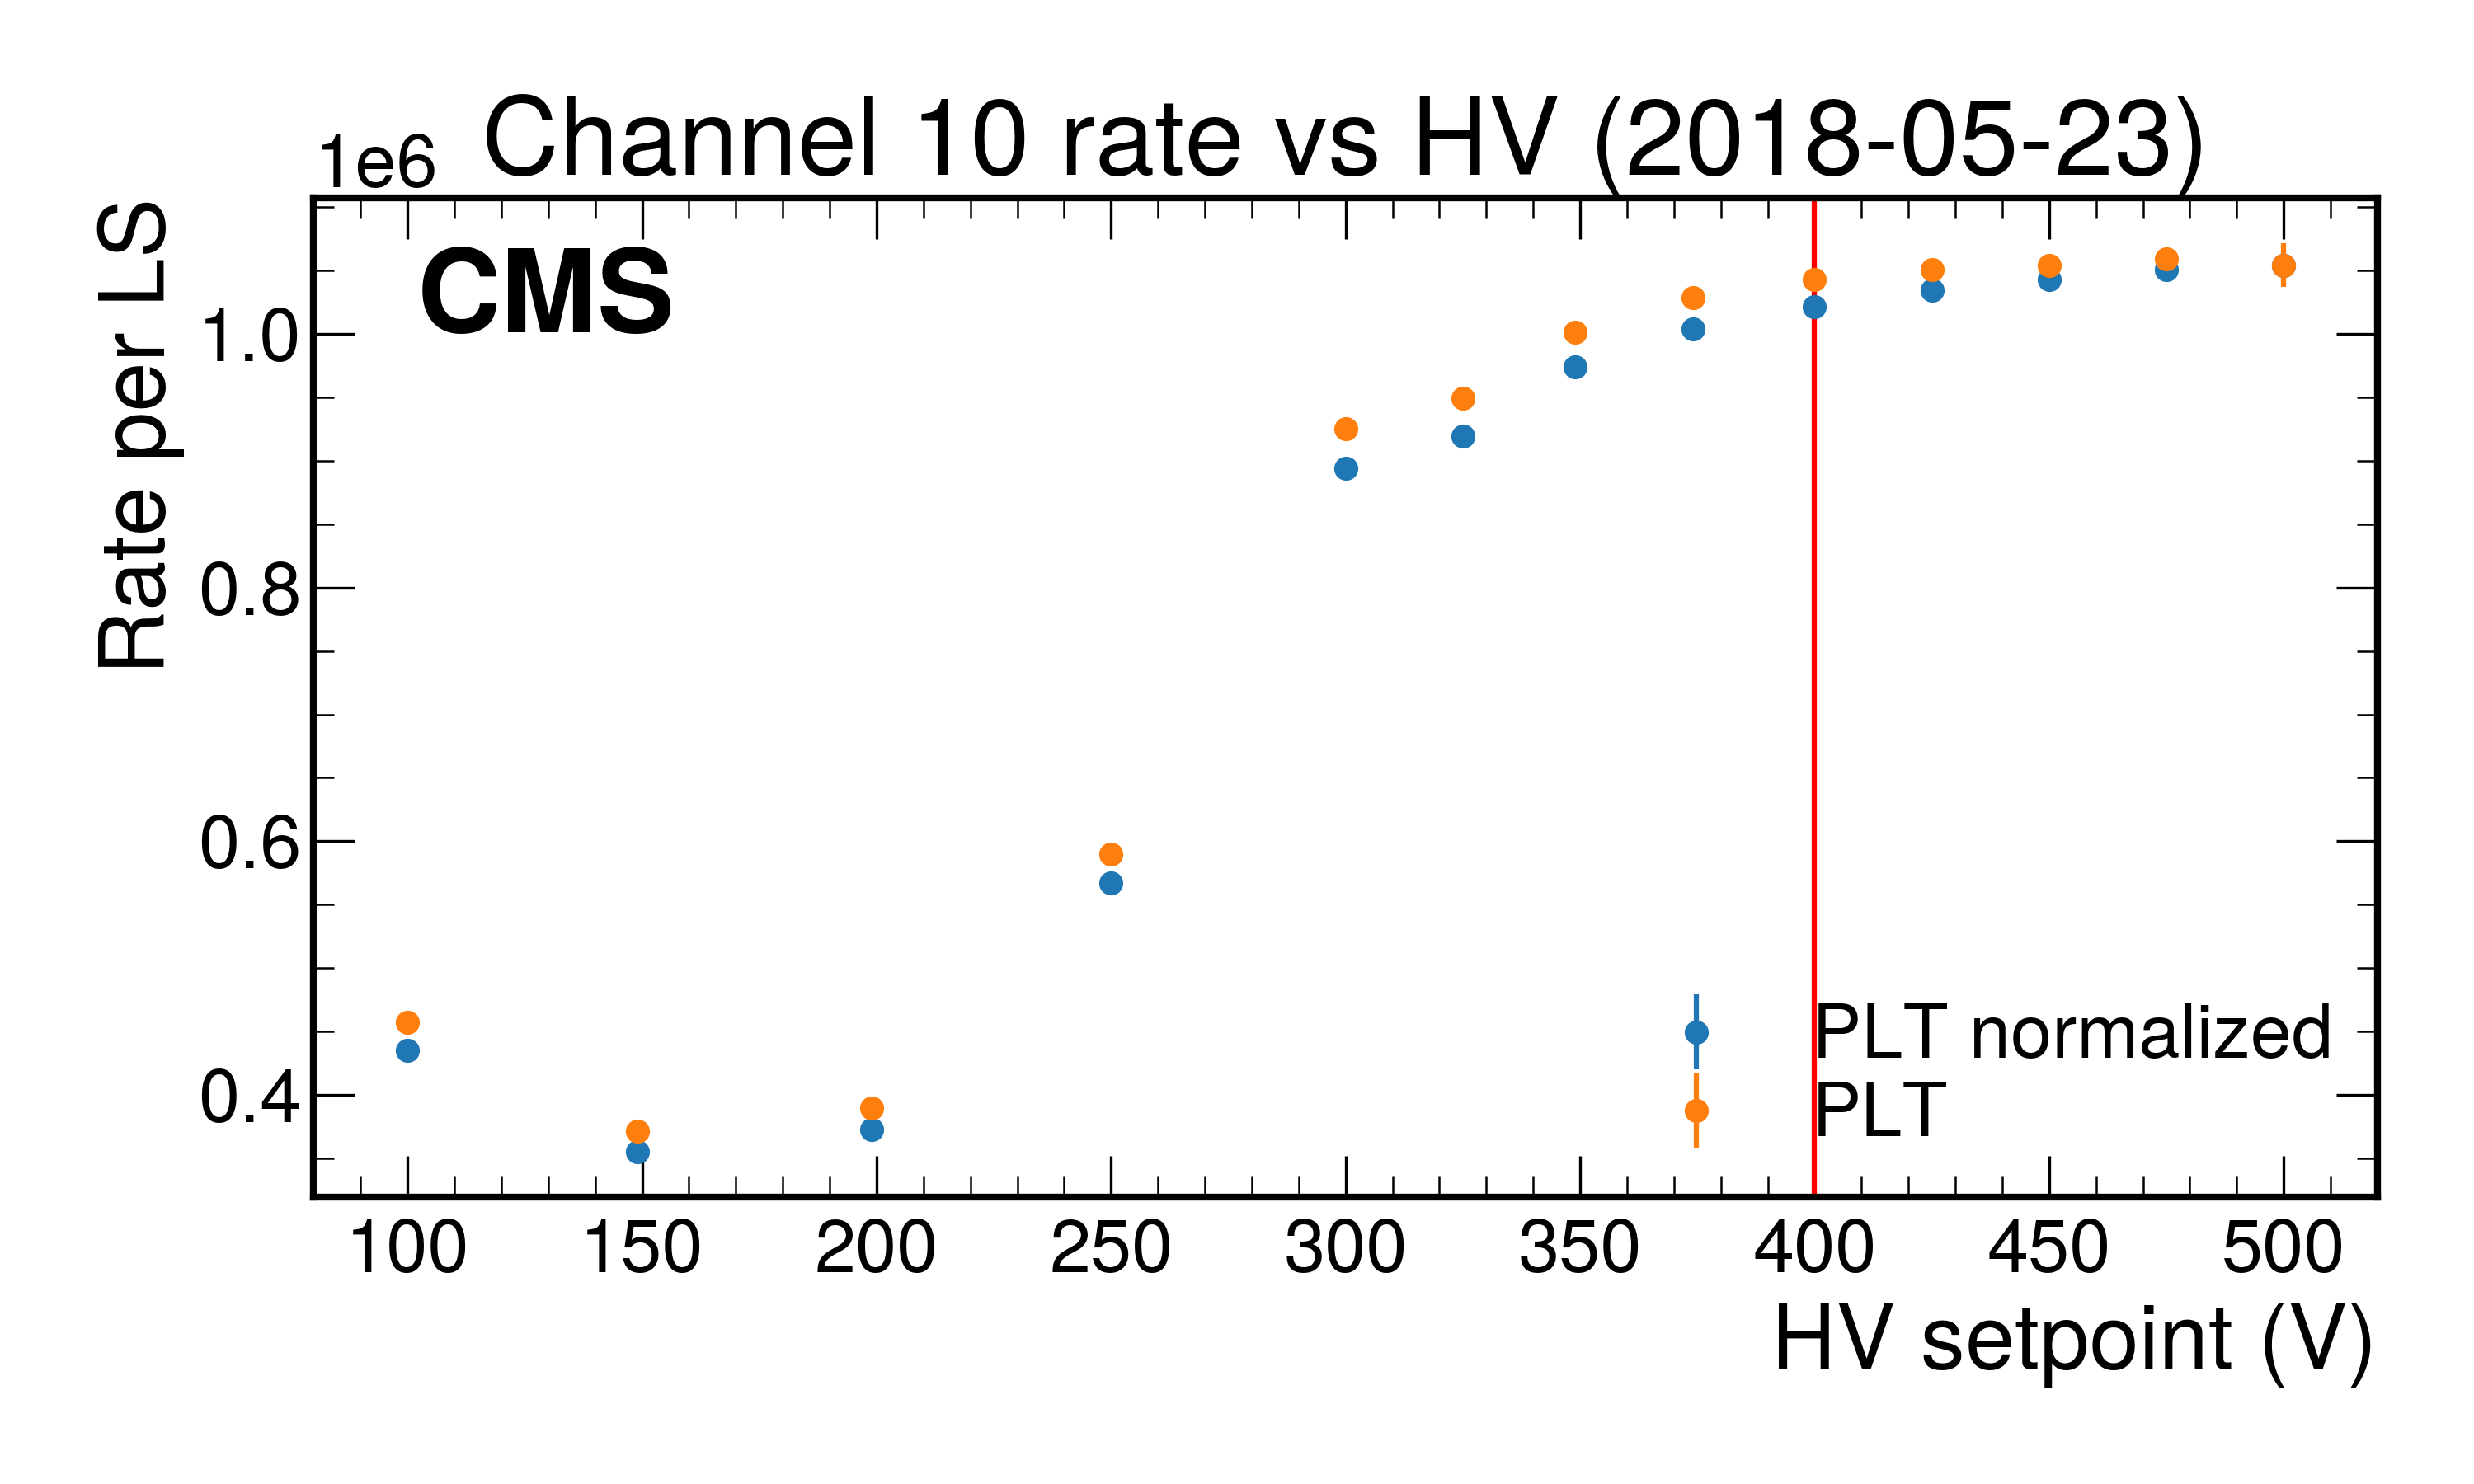 Channel 10 rate vs HV (2018-05-23)
1e6
CMS
Rate per LS
1.0
0.8
0.6
0.4
PLT normalized
PLT
100 150 200 250 300 350 400 450 500
HV setpoint (V)